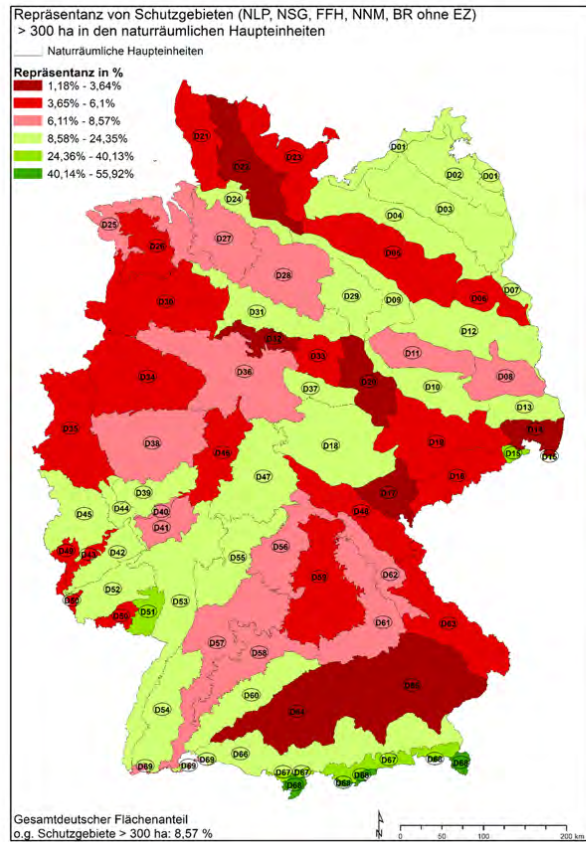 Repräsentanz von Schutzgebieten (NLP, NSG, FFH, NNM, BR ohne EZ)
> 300 ha in den naturräumlichen Haupteinheiten
Naturräumliche Haupteinheiten
Repräsentanz in %
1,18% - 3,64%
3,65% - 6,1%
6,11% - 8,57%
8,58% - 24,35%
24,36% - 40,13%
40,14% - 55,92%
D21
D22
D23
D01
D02
D01
D24
D03
D04
D25
D26
D27
D28
D05
D29
D09
D06
D07
D30
D31
D12
D11
D08
D34
D36
D33
D20
D10
D37
D13
D35
D38
D46
D18
D19
D14
D15
D47
D16
D17
D39
D45
D44
D40
D41
D48
D42
D43
D55
D56
D62
D52
D53
D51
D61
D63
D57
D58
D54
D60
D65
D64
D69
D69
D69
D66
D67
D67
D67
D68
D68
Gesamtdeutscher Flächenanteil
o.g. Schutzgebiete > 300 ha: 8,57 %
N
0
50
100
200 km